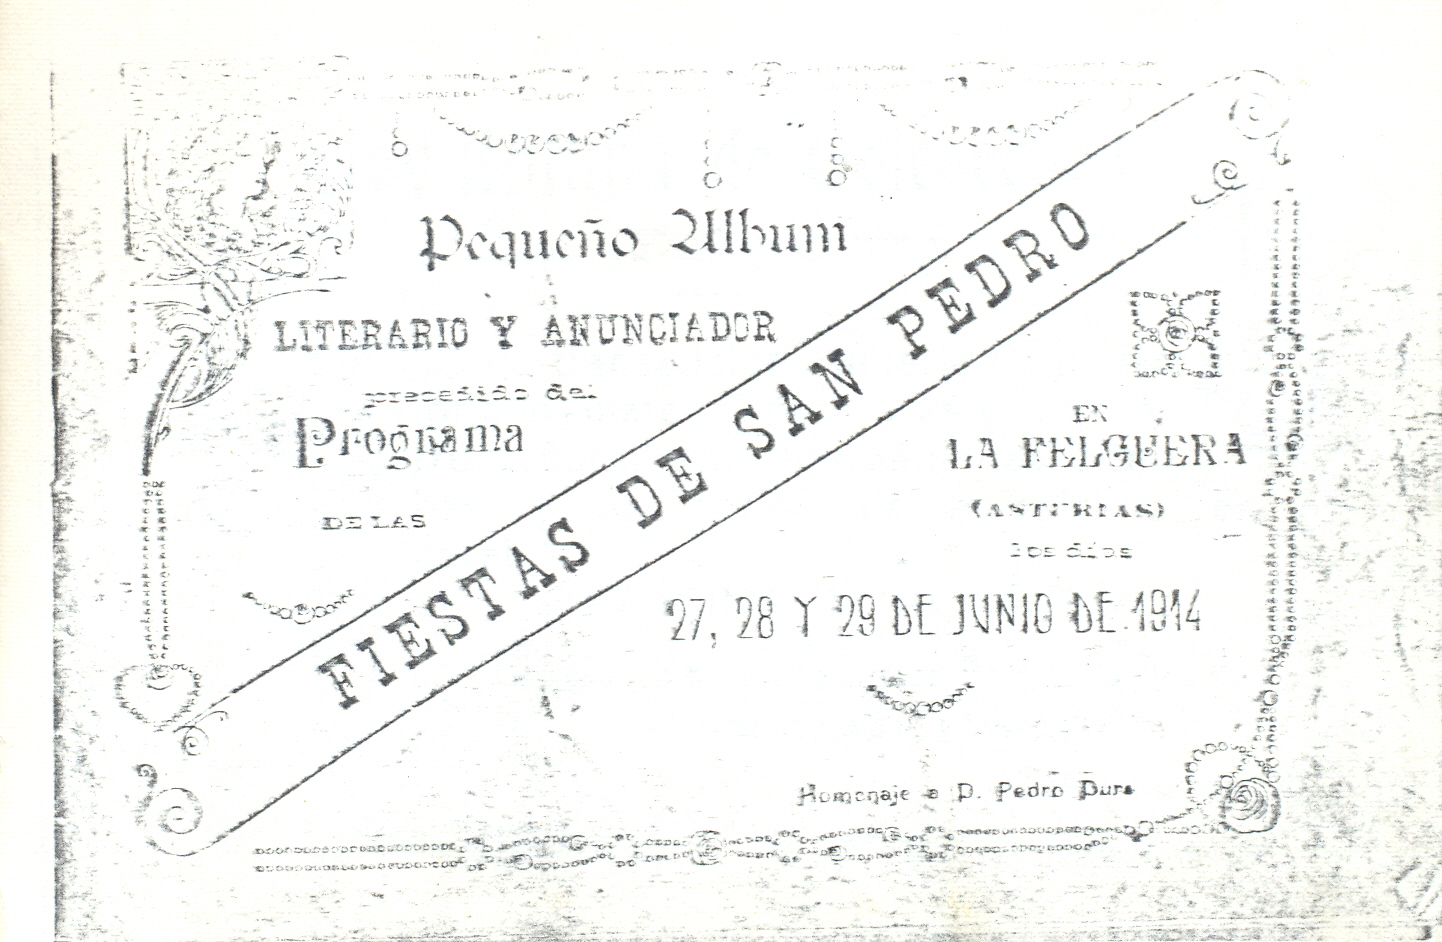 Pequeño Album
LITERARIO Y ANUNCIADOR
precedido del
Programa
DE LAS
FIESTAS DE SAN PEDRO
EN
LA FELGUERA
(ASTURIAS)
los días
27, 28 Y 29 DE JUNIO DE 1914
Homenaje a D. Pedro Duro